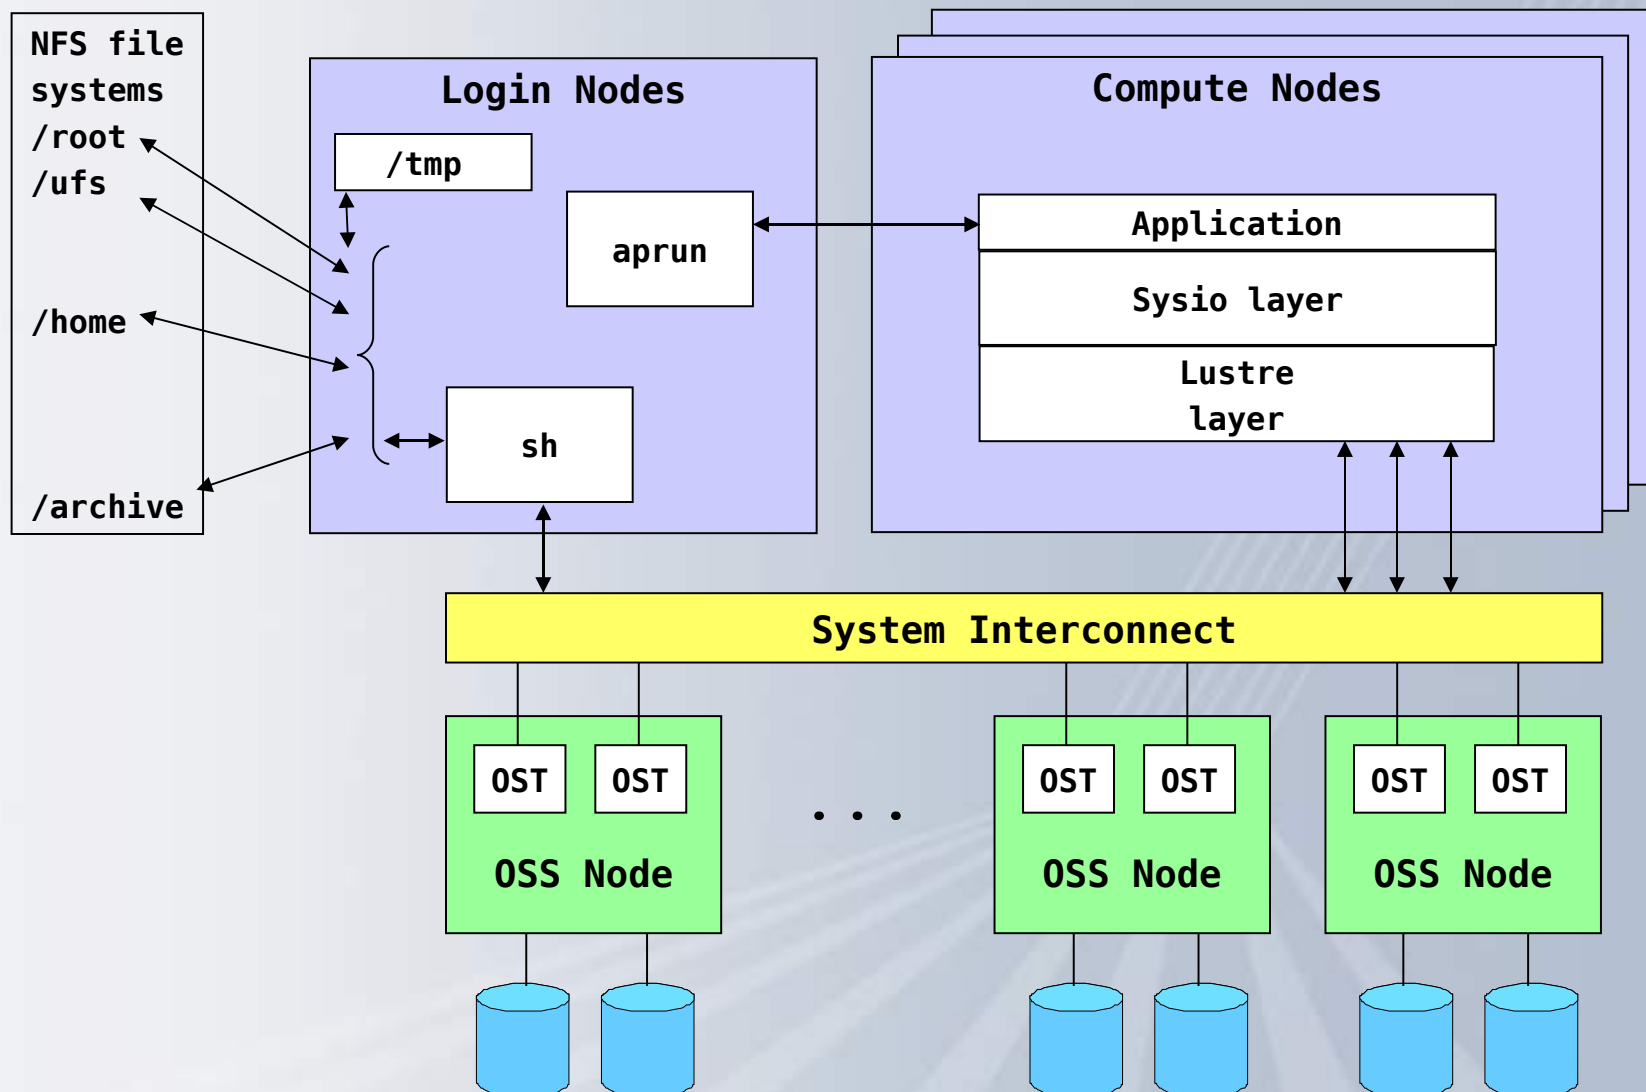 NFS file
systems
/root
/ufs
/home
/archive
Login Nodes
/tmp
aprun
sh
Compute Nodes
Application
Sysio layer
Lustre
layer
System Interconnect
OST OST
OSS Node
...
OST OST
OSS Node
OST OST
OSS Node